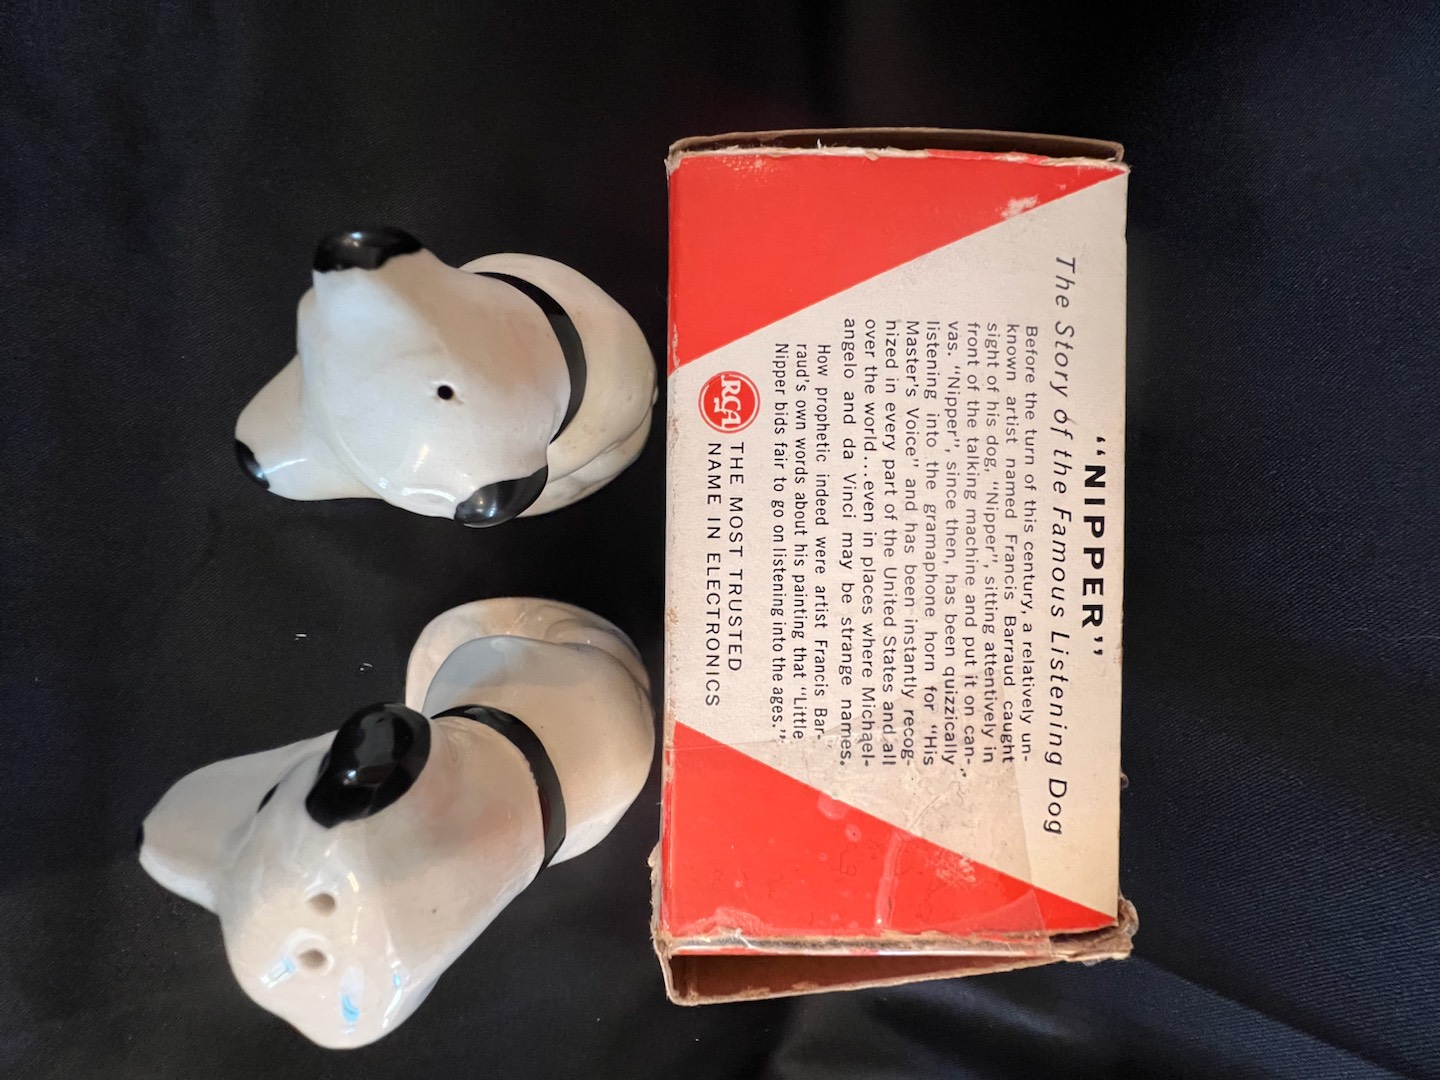 "NIPPER"
The Story of the Famous Listening Dog
Before the turn of this century, a relatively un-
known artist named Francis Barraud caught
sight of his dog, "Nipper", sitting attentively in
front of the talking machine and put it on can-
vas. "Nipper", since then, has been quizzically
listening into the gramaphone horn for "His
Master's Voice" and has been instantly recog-
nized in every part of the United States and all
over the world...even in places where Michael-
angelo and da Vinci may be strange names.
How prophetic indeed were artist Francis Bar-
raud's own words about his painting that "Little
Nipper bids fair to go on listening into the ages."
RCA
THE MOST TRUSTED
NAME IN ELECTRONICS